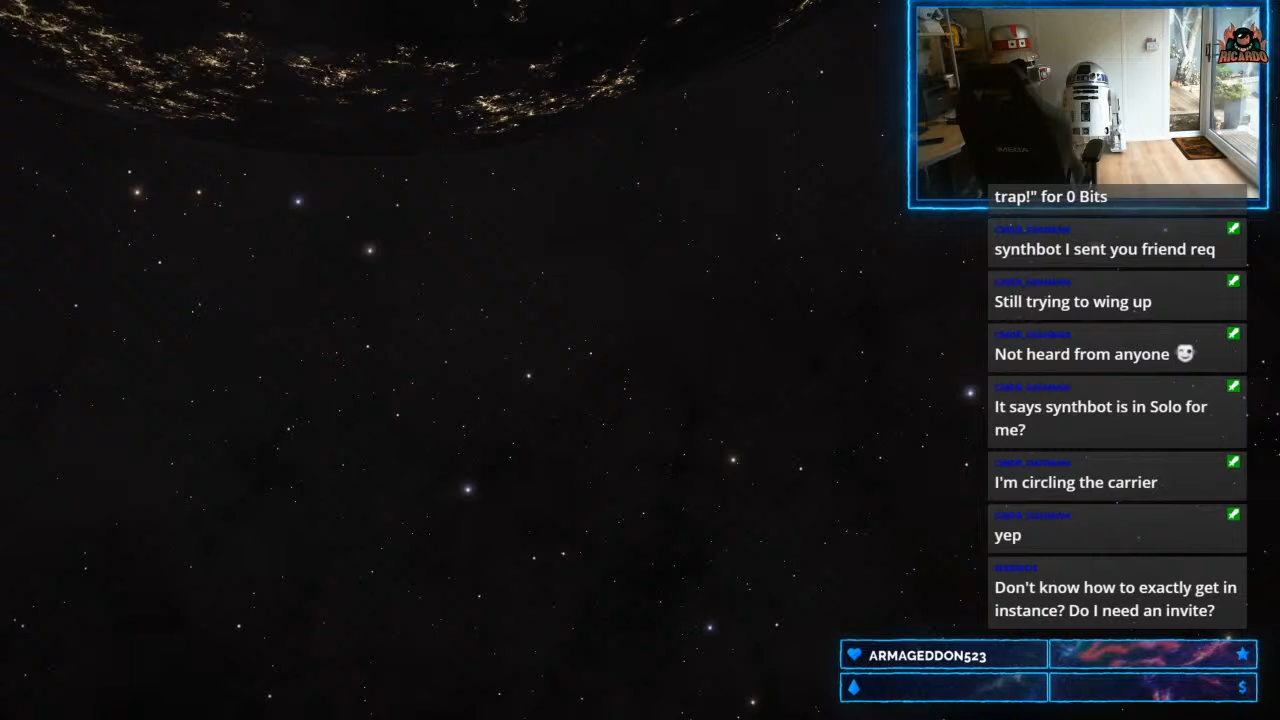 RICARDO
OMEGA
trap!" for 0 Bits
synthbot I sent you friend req
Still trying to wing up
Not heard from anyone
It says synthbot is in Solo for
me?
I'm circling the carrier
yep
Don't know how to exactly get in
instance? Do I need an invite?
ARMAGEDDON523
$